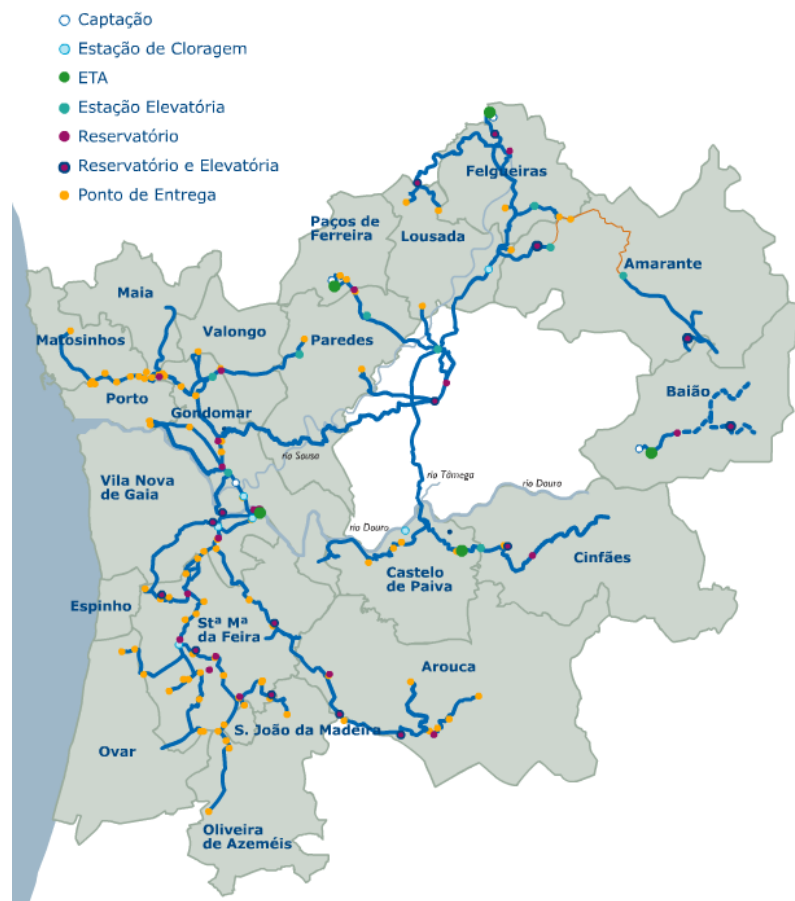 Captação
Estação de Cloragem
ETA
Estação Elevatória
Reservatório
Reservatório e Elevatória
Ponto de Entrega
Felgueiras
Paços de
Ferreira
Lousada
Amarante
Maia
Valongo
Matosinhos
Paredes
Baião
Porto
Gondomar
rio Sousa
rio Tâmega
Vila Nova
de Gaia
rio Douro
rio Douro
Cinfães
Castelo
de Paiva
Espinho
Stª Mª
da Feira
Arouca
S. João da Madeira
Ovar
Oliveira
de Azeméis